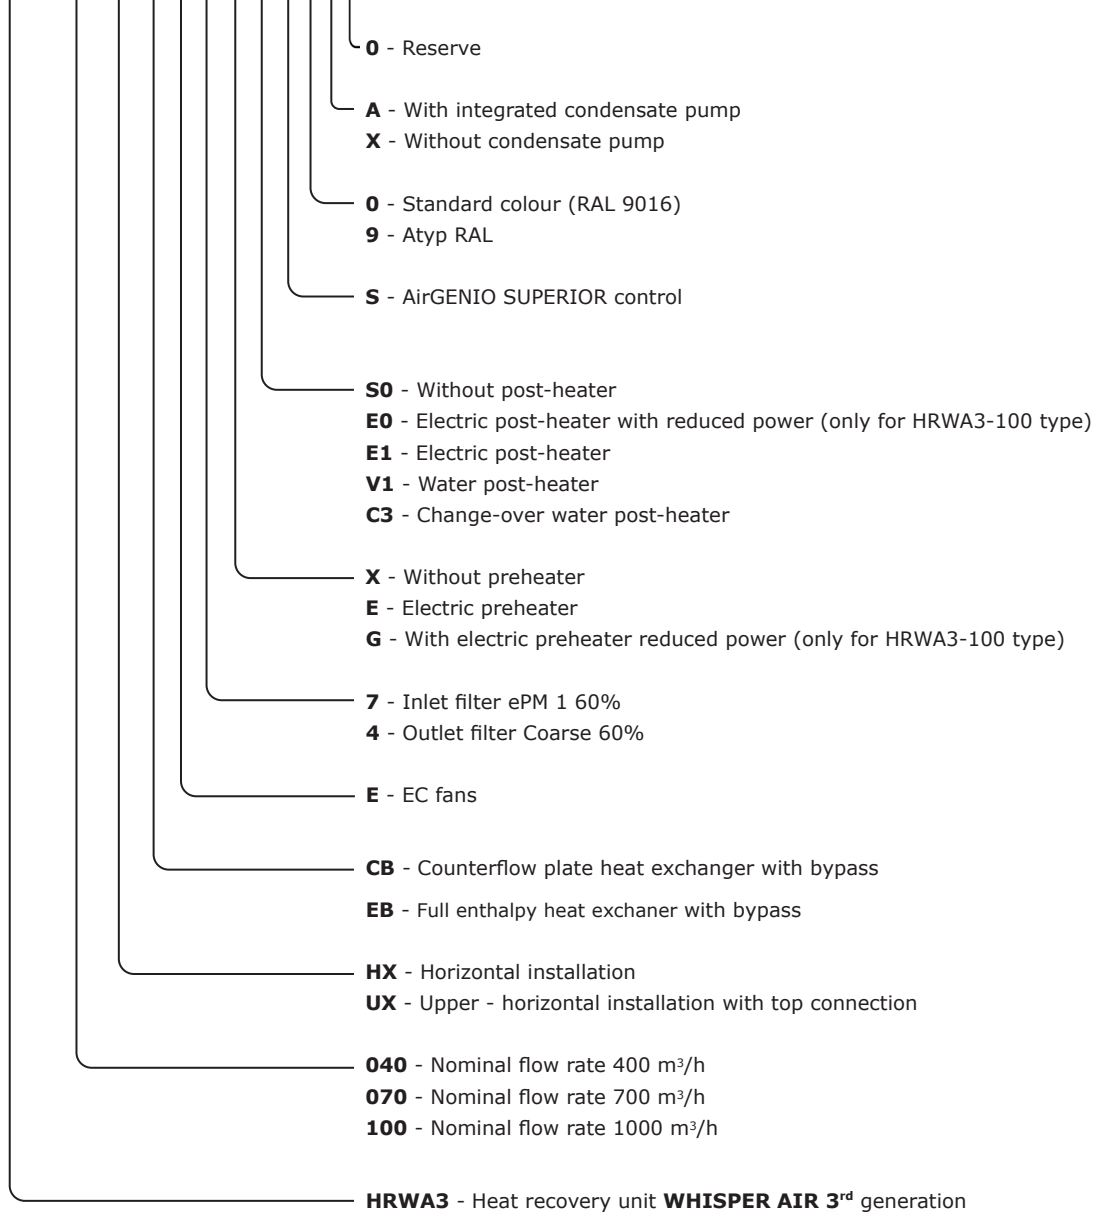 0 - Reserve
A - With integrated condensate pump
X - Without condensate pump
0 - Standard colour (RAL 9016)
9 - Atyp RAL
S - AirGENIO SUPERIOR control
S0 - Without post-heater
E0 - Electric post-heater with reduced power (only for HRWA3-100 type)
E1 - Electric post-heater
V1 - Water post-heater
C3 - Change-over water post-heater
X - Without preheater
E - Electric preheater
G - With electric preheater reduced power (only for HRWA3-100 type)
7 - Inlet filter ePM 1 60%
4 - Outlet filter Coarse 60%
E - EC fans
CB - Counterflow plate heat exchanger with bypass
EB - Full enthalpy heat exchaner with bypass
HX - Horizontal installation
UX - Upper - horizontal installation with top connection
040 - Nominal flow rate 400 m³/h
070 - Nominal flow rate 700 m³/h
100 - Nominal flow rate 1000 m³/h
HRWA3 - Heat recovery unit WHISPER AIR 3rd generation